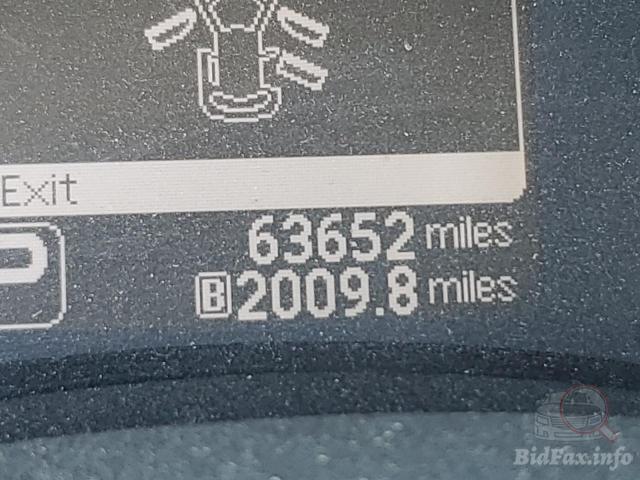 Exit
63652 miles
B 2009.8 miles
P
BidFax.info